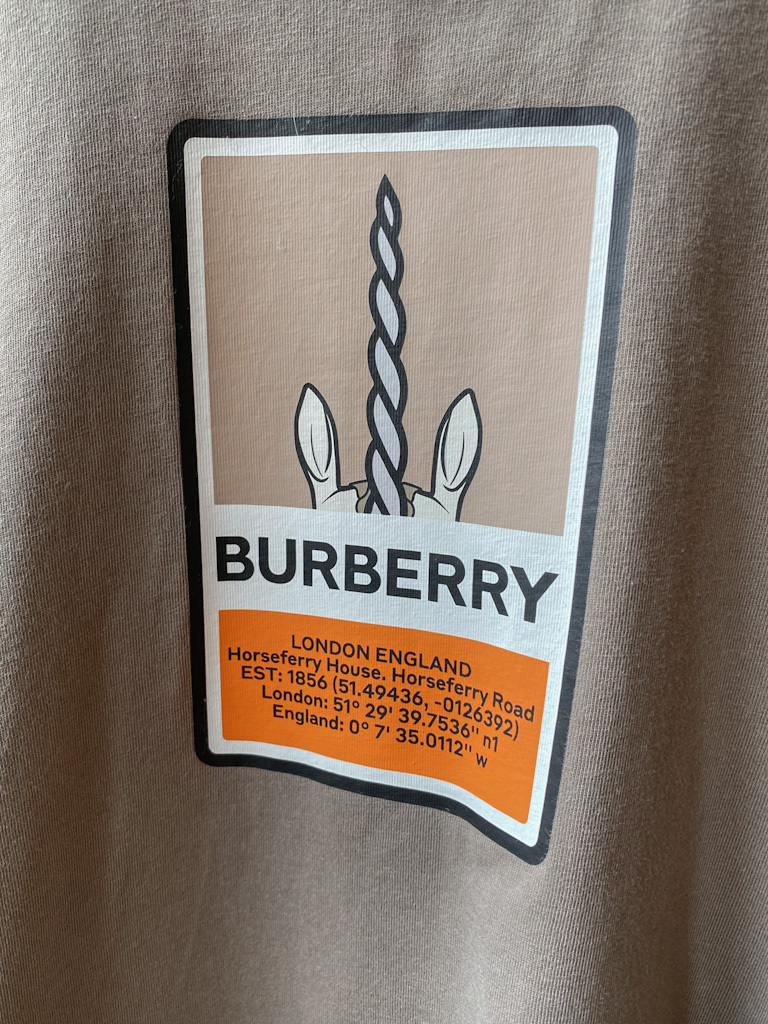 BURBERRY
LONDON ENGLAND
Horseferry House. Horseferry Road
EST: 1856 (51.49436, -0126392)
London: 51° 29' 39.7536" n1
England: 0° 7' 35.0112" w